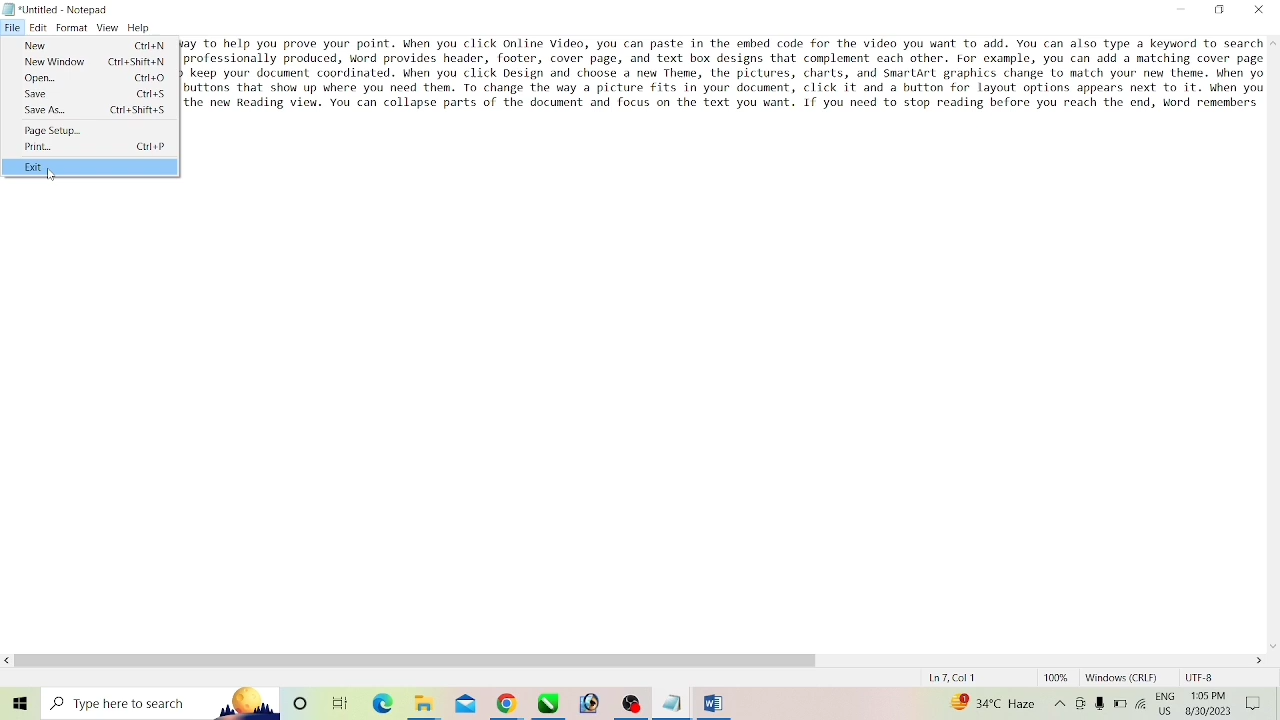 *Untitled - Notepad
File Edit Format View Help
New Ctrl+N
New Window Ctrl+Shift+N
Open... Ctrl+O
Save Ctrl+S
Save As... Ctrl+Shift+S
Page Setup...
Print... Ctrl+P
Exit
way to help you prove your point. When you click Online Video, you can paste in the embed code for the video you want to add. You can also type a keyword to search
professionally produced, Word provides header, footer, cover page, and text box designs that complement each other. For example, you can add a matching cover page
keep your document coordinated. When you click Design and choose a new Theme, the pictures, charts, and SmartArt graphics change to match your new theme. When yo
buttons that show up where you need them. To change the way a picture fits in your document, click it and a button for layout options appears next to it. When you
the new Reading view. You can collapse parts of the document and focus on the text you want. If you need to stop reading before you reach the end, Word remembers
Ln 7, Col 1 100% Windows (CRLF) UTF-8
Type here to search
1 34°C Haze
ENG
US
1:05 PM
8/30/2023